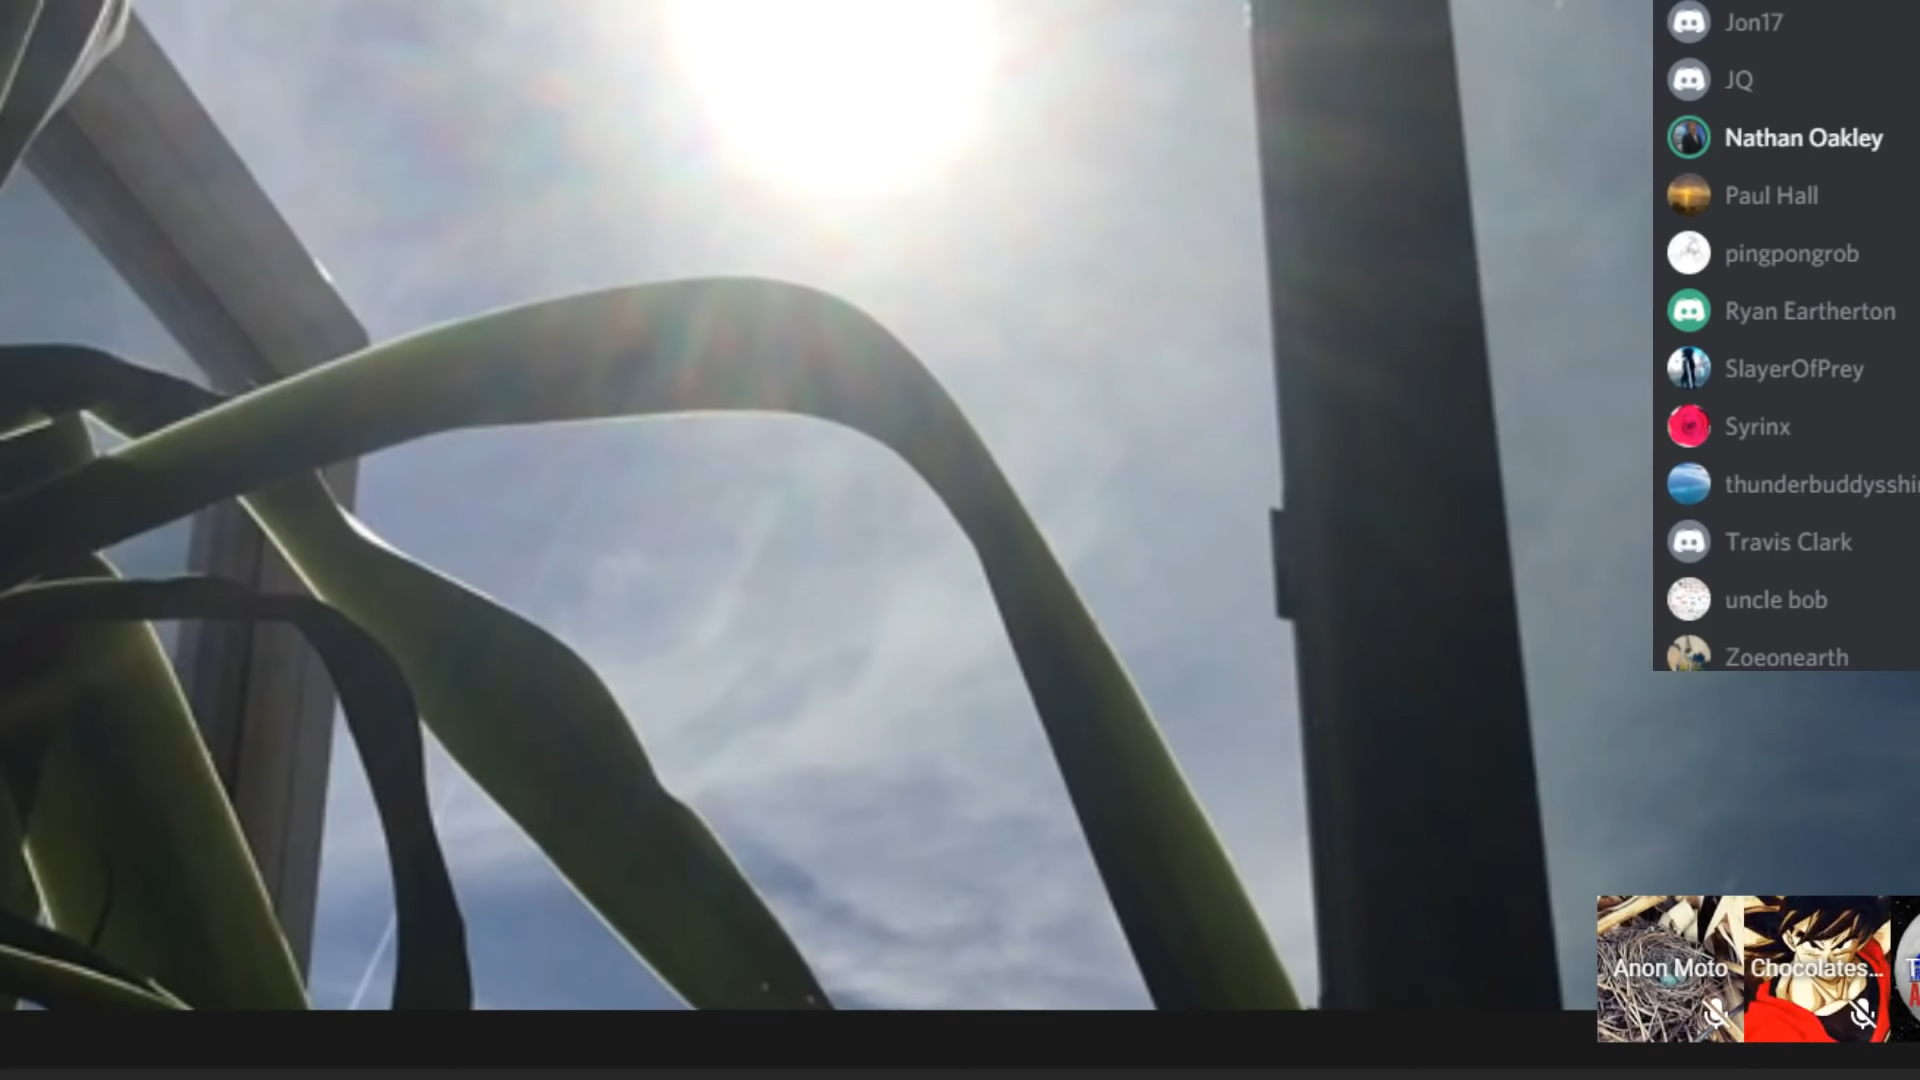 Jon17
JQ
Nathan Oakley
Paul Hall
pingpongrob
Ryan Eartherton
SlayerOfPrey
Syrinx
thunderbuddysshi
Travis Clark
uncle bob
Zoeonearth
Anon Moto
Chocolates...